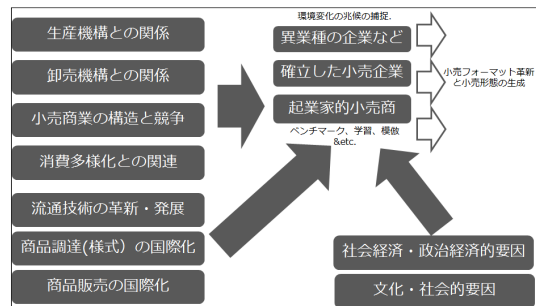 生産機構との関係
卸売機構との関係
小売商業の構造と競争
消費多様化との関連
流通技術の革新・発展
商品調達(様式）の国際化
商品販売の国際化
環境変化の兆候の捕捉.
異業種の企業など
確立した小売企業
起業家的小売商
ベンチマーク、学習、模倣
&etc.
小売フォーマット革新
と小売形態の生成
社会経済・政治経済的要因
文化・社会的要因